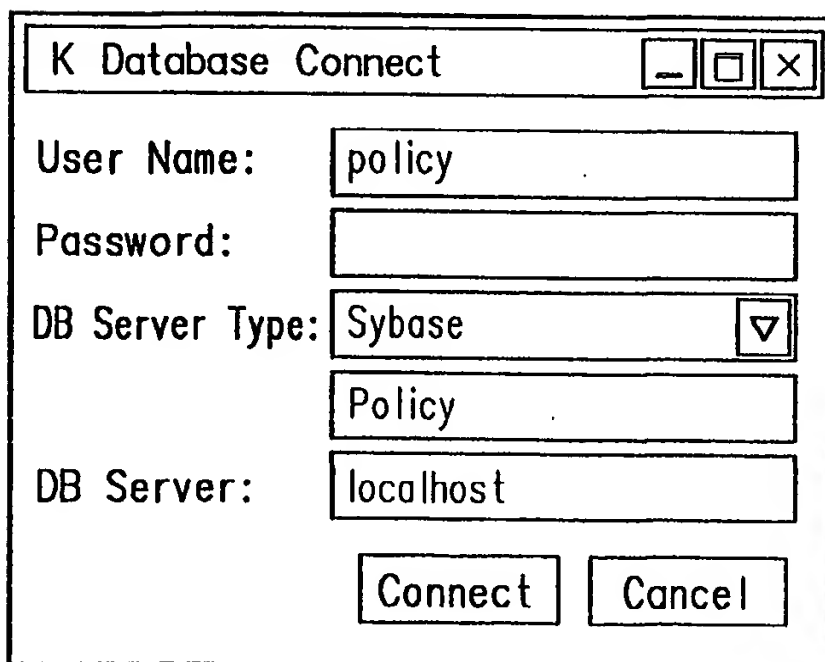 K Database Connect
User Name: policy
Password:
DB Server Type: Sybase
Policy
DB Server: localhost
Connect Cancel